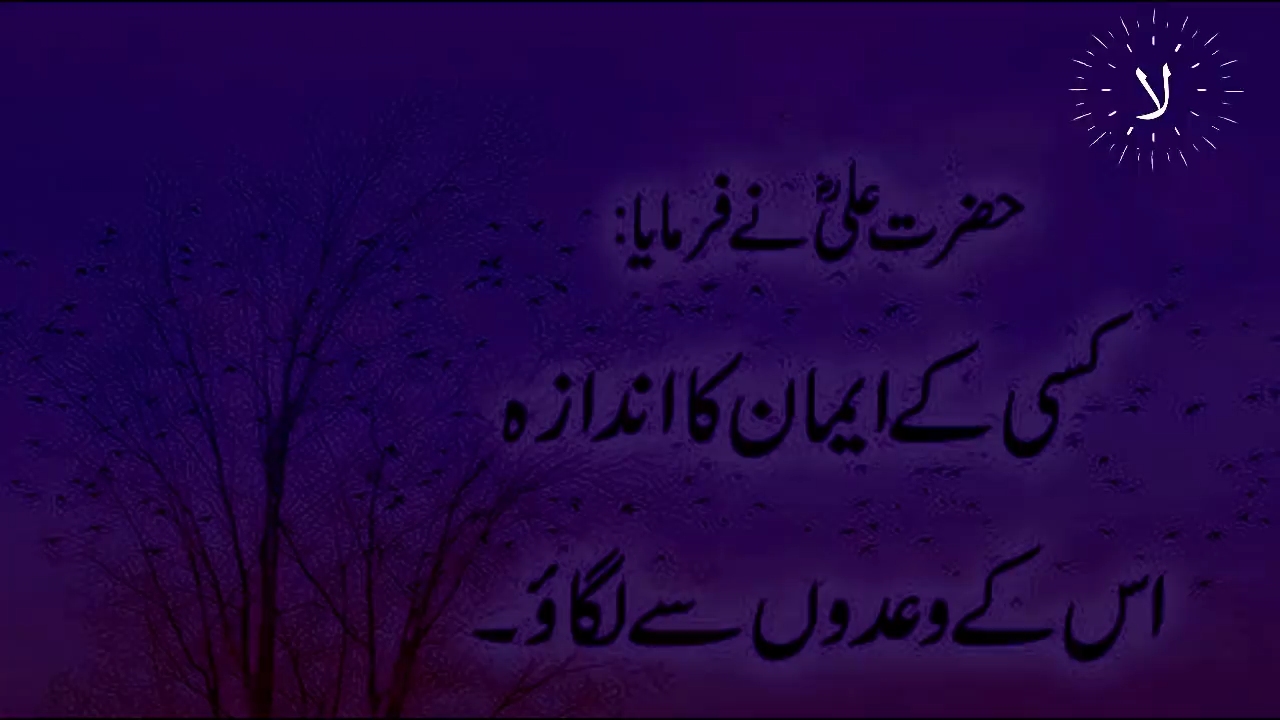 لا
حضرت علیؓ نے فرمایا:
کسی کے ایمان کا اندازہ
اس کے وعدوں سے لگاؤ۔